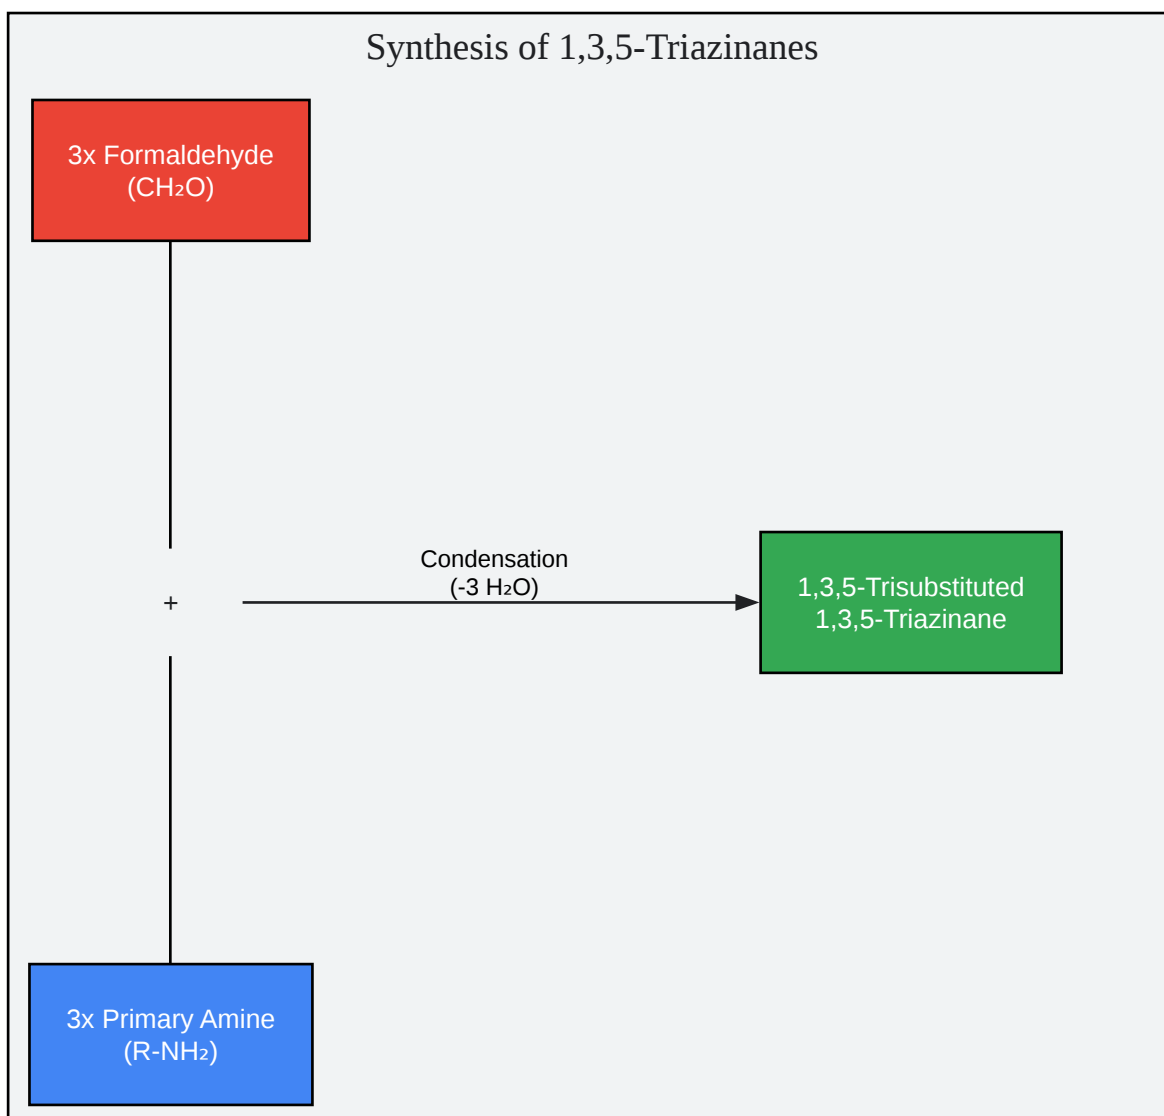 Synthesis of 1,3,5-Triazinanes
3x Formaldehyde
(CH₂O)
Condensation
(-3 H₂O)
+
1,3,5-Trisubstituted
1,3,5-Triazinane
3x Primary Amine
(R-NH₂)